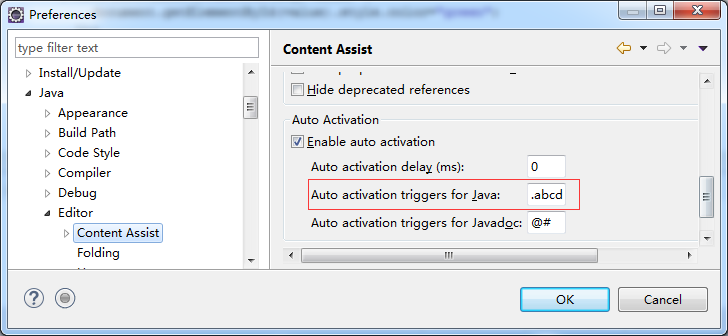 Preferences
type filter text
Install/Update
Java
Appearance
Build Path
Code Style
Compiler
Debug
Editor
Content Assist
Folding
Content Assist
Hide deprecated references
Auto Activation
Enable auto activation
Auto activation delay (ms): 0
Auto activation triggers for Java: .abcd
Auto activation triggers for Javadoc: @#
OK
Cancel